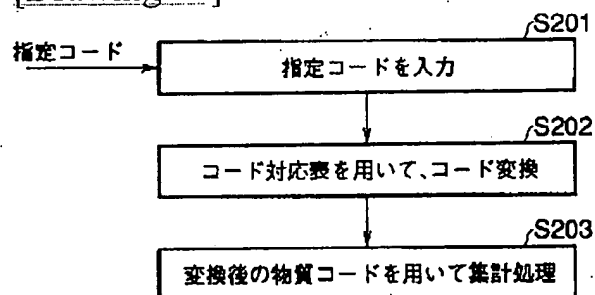 S201
指定コード
指定コードを入力
S202
コード対応表を用いて、コード変換
S203
変換後の物質コードを用いて集計処理